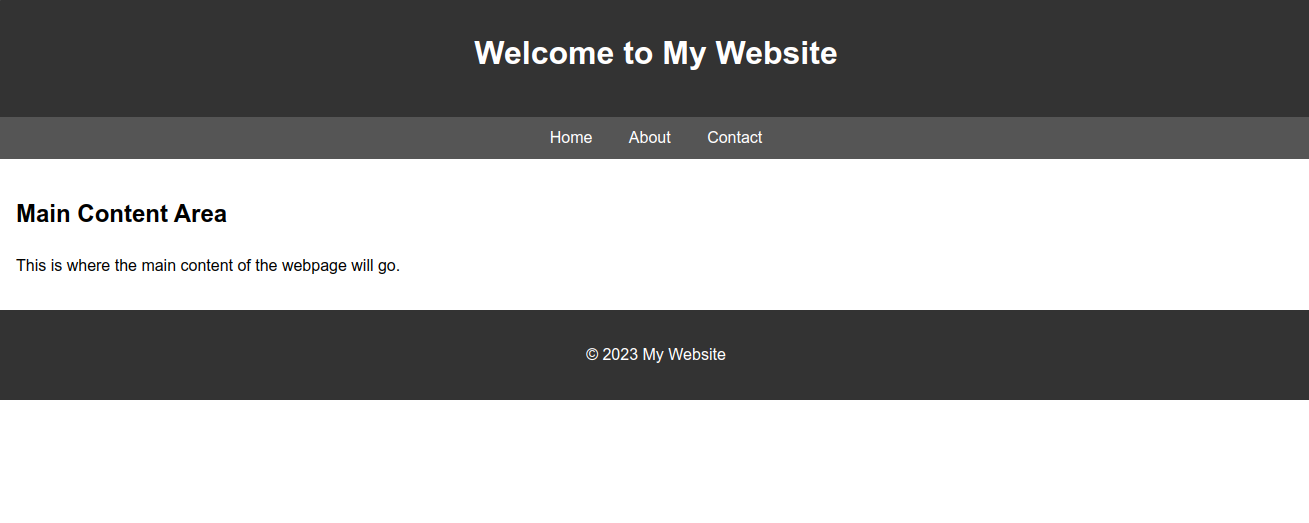 Welcome to My Website
Home About Contact
Main Content Area
This is where the main content of the webpage will go.
© 2023 My Website